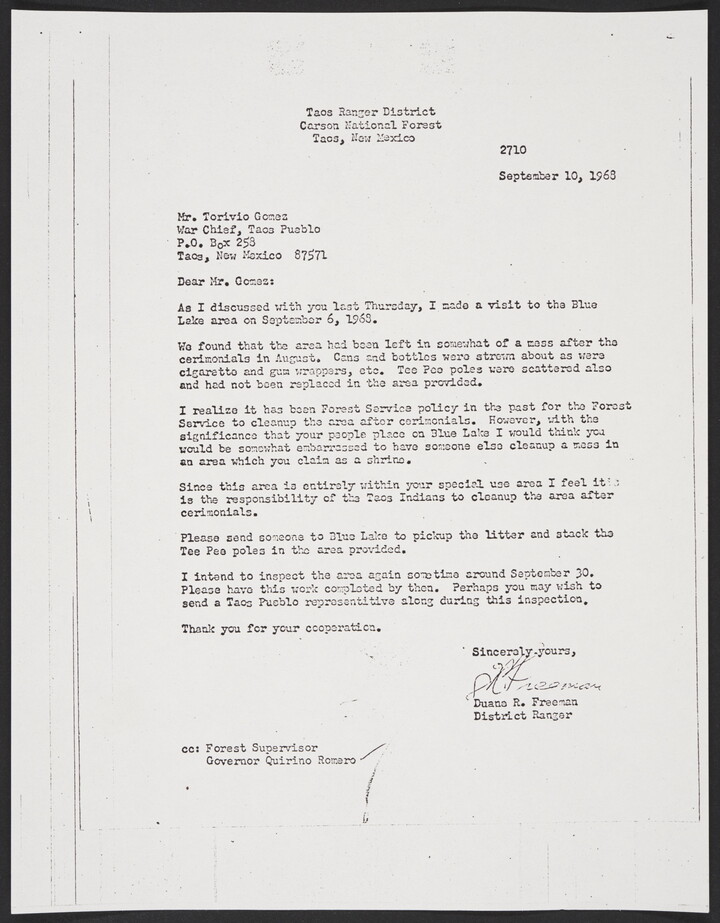 Taos Ranger District
Carson National Forest
Taos, New Mexico
2710
September 10, 1968
Mr. Torivio Gomez
War Chief, Taos Pueblo
P.O. Box 258
Taos, New Mexico 87571
Dear Mr. Gomez:
As I discussed with you last Thursday, I made a visit to the Blue
Lake area on September 6, 1968.
We found that the area had been left in somewhat of a mess after the
cerimonials in August. Cans and bottles were strewn about as were
cigarette and gum wrappers, etc. Tee Pee poles were scattered also
and had not been replaced in the area provided.
I realize it has been Forest Service policy in the past for the Forest
Service to cleanup the area after cerimonials. However, with the
significance that your people place on Blue Lake I would think you
would be somewhat embarrassed to have someone else cleanup a mess in
an area which you claim as a shrine.
Since this area is entirely within your special use area I feel it
is the responsibility of the Taos Indians to cleanup the area after
cerimonials.
Please send someone to Blue Lake to pickup the litter and stack the
Tee Pee poles in the area provided.
I intend to inspect the area again sometime around September 30.
Please have this work completed by then. Perhaps you may wish to
send a Taos Pueblo representitive along during this inspection.
Thank you for your cooperation.
Sincerely yours,
DR Freeman
Duane R. Freeman
District Ranger
cc: Forest Supervisor
Governor Quirino Romero